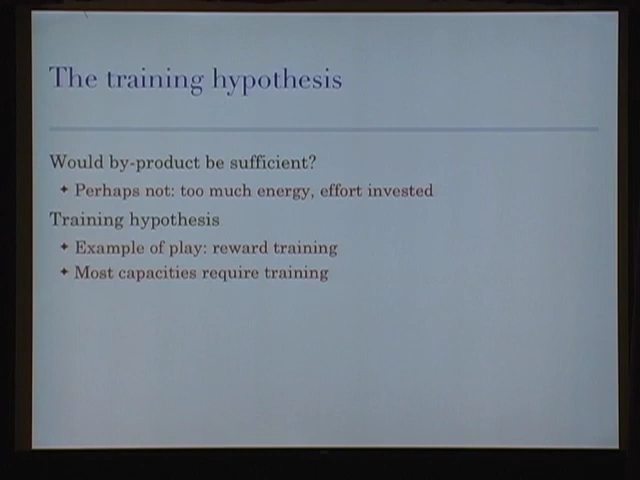 The training hypothesis
Would by-product be sufficient?
✦ Perhaps not: too much energy, effort invested
Training hypothesis
✦ Example of play: reward training
✦ Most capacities require training